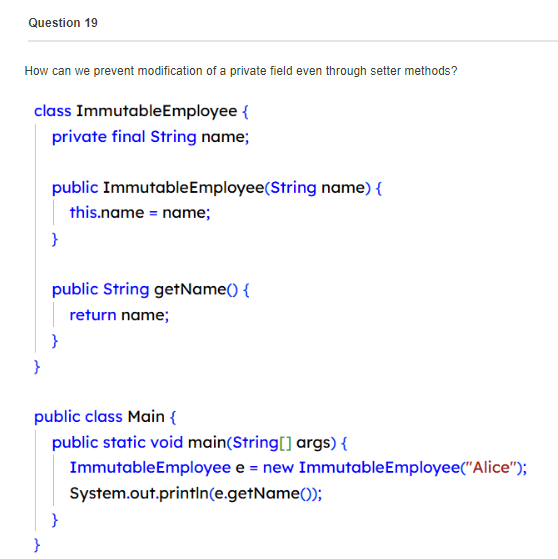 Question 19
How can we prevent modification of a private field even through setter methods?
class ImmutableEmployee {
private final String name;
public ImmutableEmployee(String name) {
this.name = name;
}
public String getName() {
return name;
}
}
public class Main {
public static void main(String[] args) {
ImmutableEmployee e = new ImmutableEmployee("Alice");
System.out.println(e.getName());
}
}